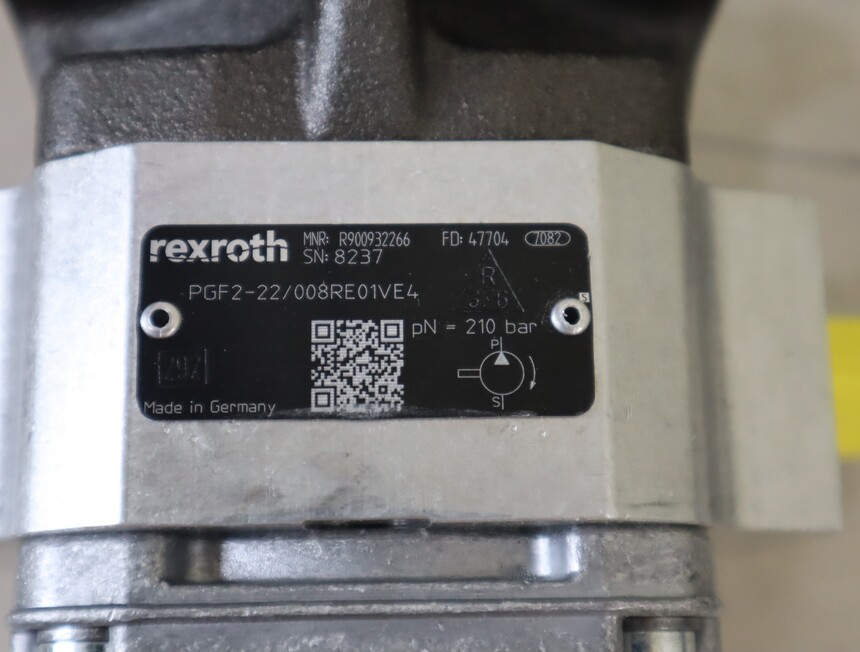 rexroth MNR: R900932266 FD: 47704 7082
SN: 8237
PGF2-22/008RE01VE4
R
S
pN = 210 bar
P
S
Made in Germany